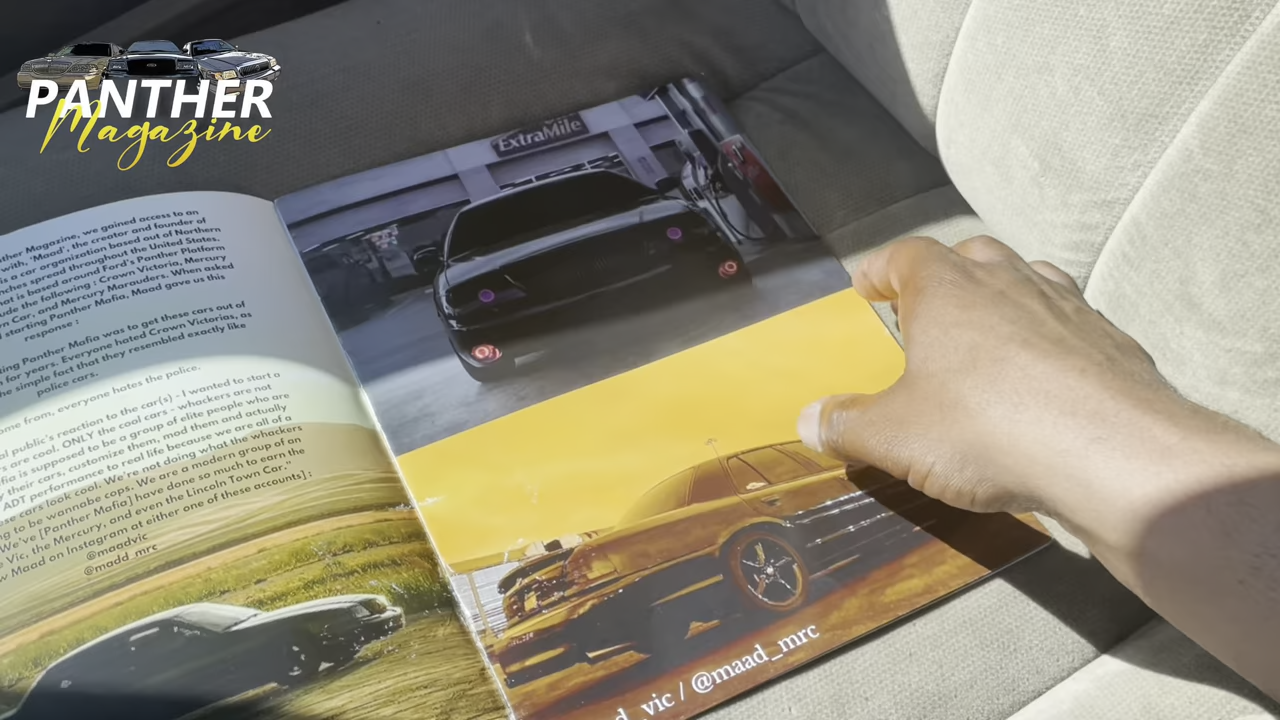 PANTHER
Magazine
ExtraMile
ther Magazine, we gained access to an
with, 'Maad', the creator and founder of
is a car organization based out of Northern
nches spread throughout the United States.
hat is based around Ford's Panther Platform
ude the following : Crown Victoria, Mercury
n Car, and Mercury Marauders. When asked
starting Panther Mafia, Maad gave us this
response :
ting Panther Mafia was to get these cars out of
n for years. Everyone hated Crown Victorias, as
he simple fact that they resembled exactly like
police cars.
ome from, everyone hates the police.
al public's reaction to the car(s) - I wanted to start a
rs are cool. ONLY the cool cars - whackers are not
fia is supposed to be a group of elite people who are
y their cars, customize them, mod them and actually
ADT performance to real life because we are all of a
ose cars look cool. We're not doing what the whackers
ng to be wannabe cops. We are a modern group of an
We've [Panther Mafia] have done so much to earn the
Vic, the Mercury, and even the Lincoln Town Car."
w Maad on Instagram at either one of these accounts] :
@maadvic
@madd_mrc
d_vic / @maad_mrc